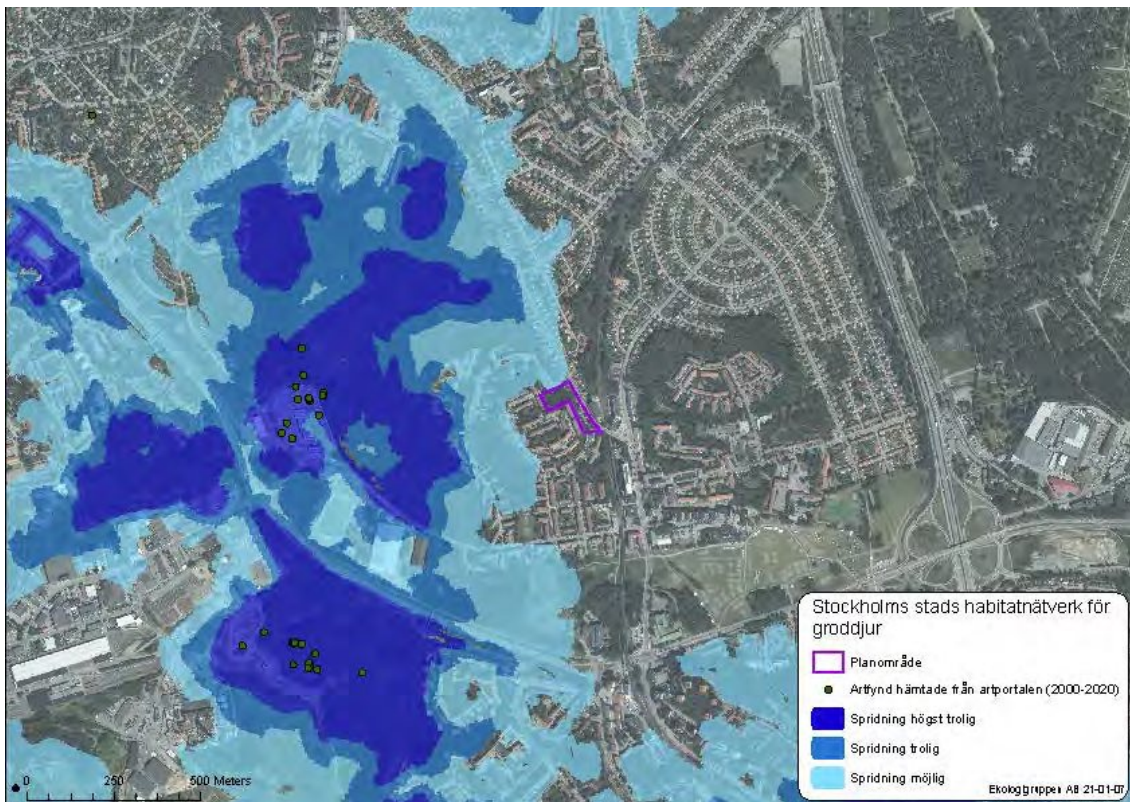 Stockholms stads habitatnätverk för
groddjur
Planområde
Artfynd hämtade från artportalen (2000-2020)
Spridning högst trolig
Spridning trolig
Spridning möjlig
Ekologigruppen AB 21-01-07
0 250 500 Meters